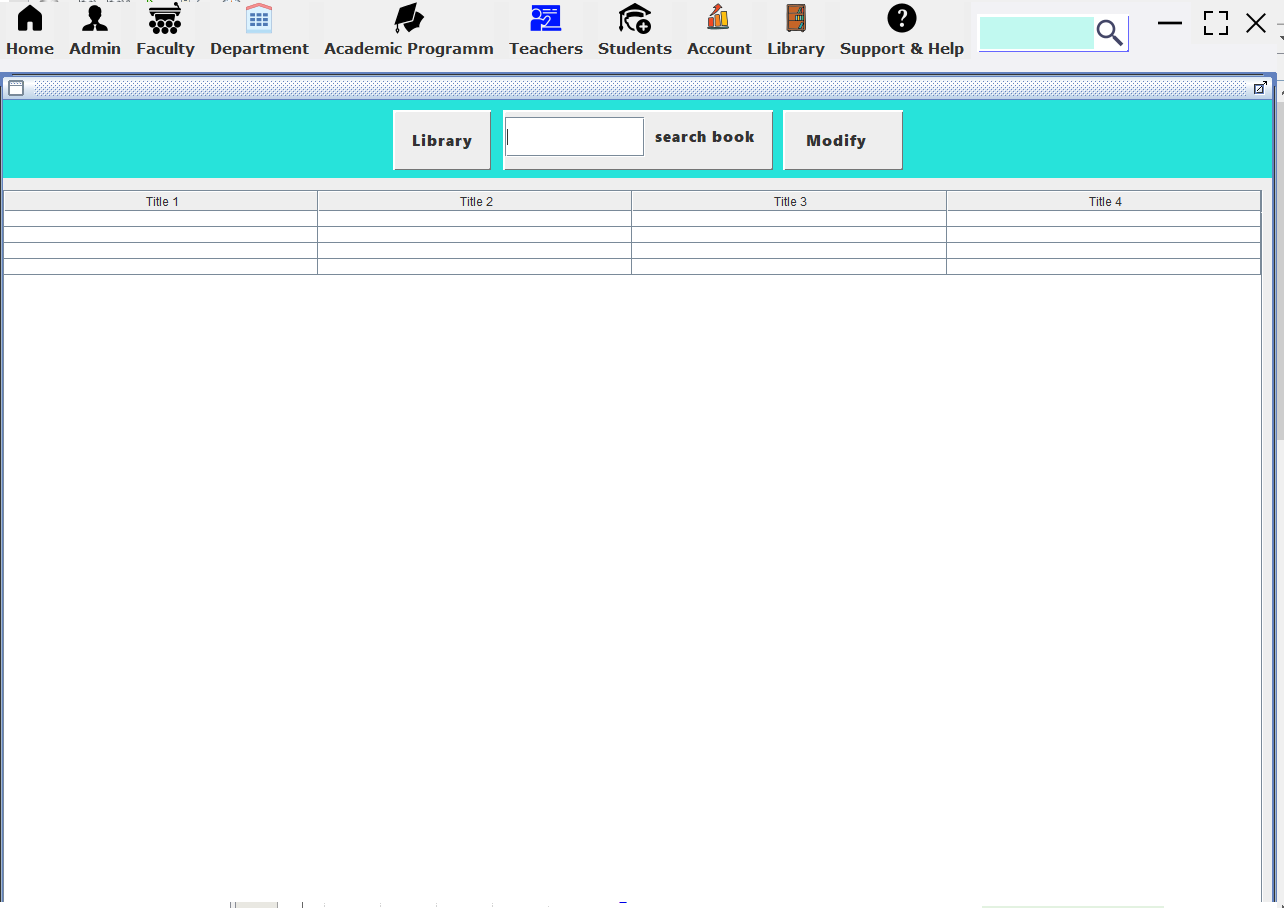 Home Admin Faculty Department Academic Programm Teachers Students Account Library Support & Help
Library search book Modify
Title 1 Title 2 Title 3 Title 4